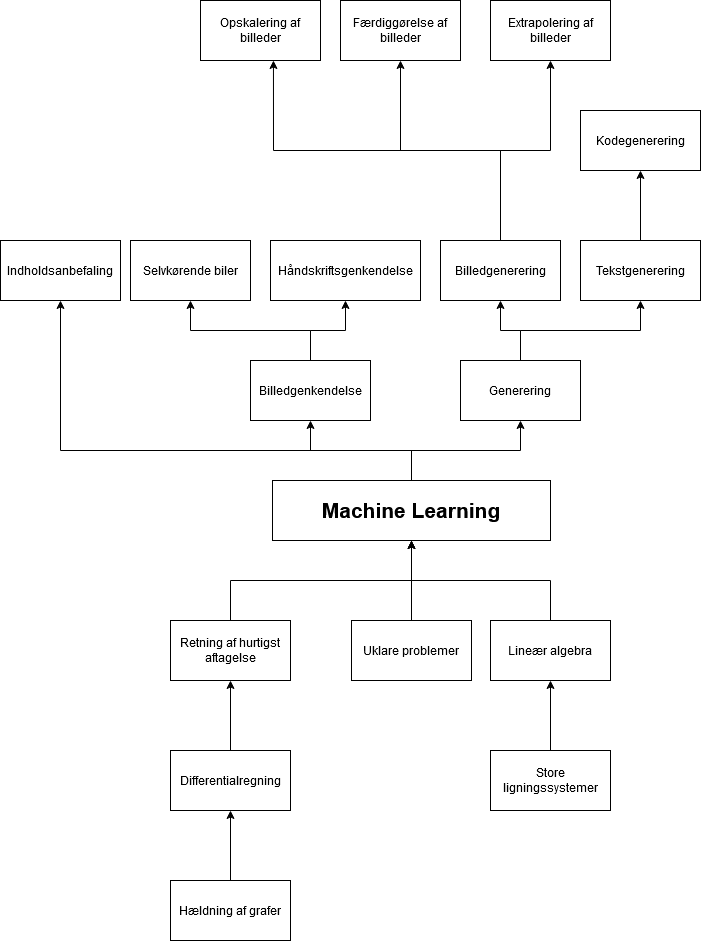 Opskalering af
billeder
Færdiggørelse af
billeder
Extrapolering af
billeder
Kodegenerering
Indholdsanbefaling
Selvkørende biler
Håndskriftsgenkendelse
Billedgenerering
Tekstgenerering
Billedgenkendelse
Generering
Machine Learning
Retning af hurtigst
aftagelse
Uklare problemer
Lineær algebra
Differentialregning
Store
ligningssystemer
Hældning af grafer